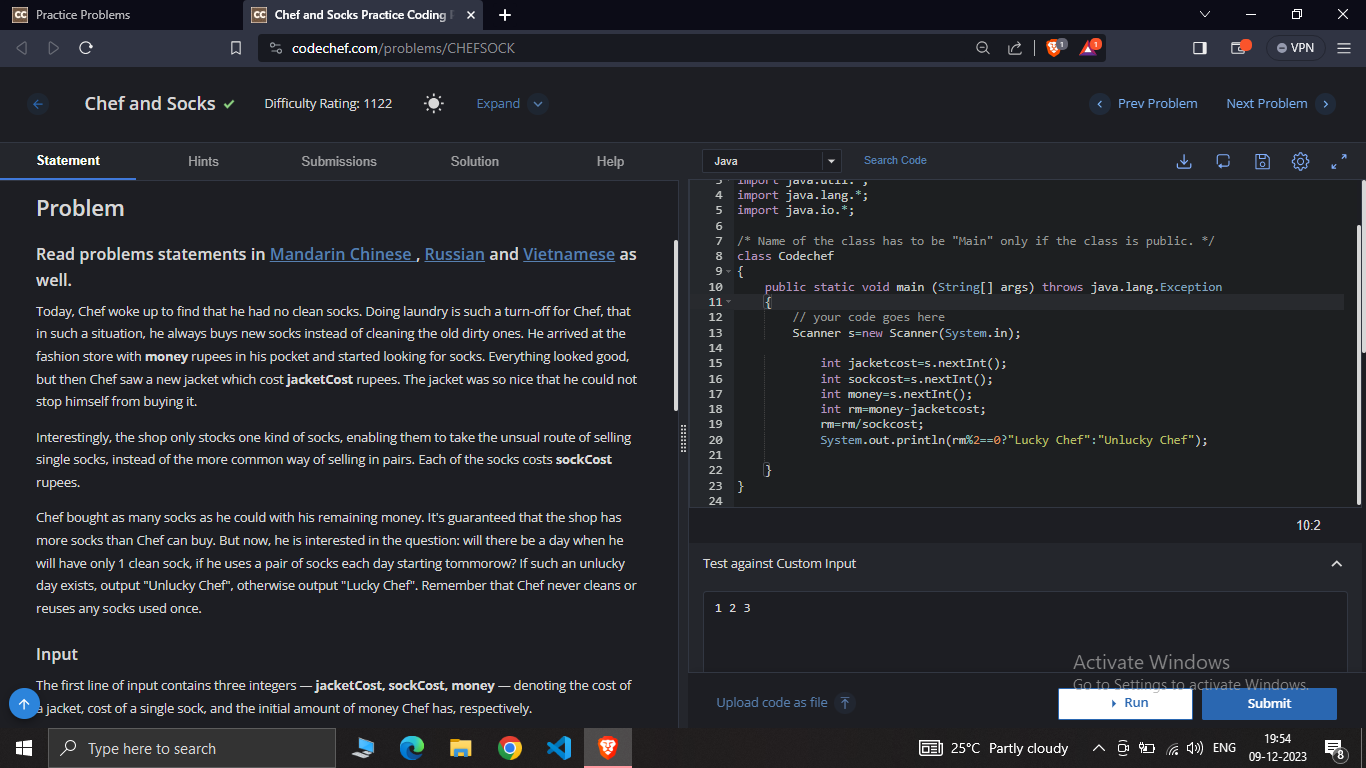 Practice Problems
Chef and Socks Practice Coding
codechef.com/problems/CHEFSOCK
1
1
VPN
Chef and Socks
Difficulty Rating: 1122
Expand
Prev Problem
Next Problem
Statement
Hints
Submissions
Solution
Help
Java
Search Code
Problem
Read problems statements in Mandarin Chinese , Russian and Vietnamese as
well.
Today, Chef woke up to find that he had no clean socks. Doing laundry is such a turn-off for Chef, that
in such a situation, he always buys new socks instead of cleaning the old dirty ones. He arrived at the
fashion store with money rupees in his pocket and started looking for socks. Everything looked good,
but then Chef saw a new jacket which cost jacketCost rupees. The jacket was so nice that he could not
stop himself from buying it.
Interestingly, the shop only stocks one kind of socks, enabling them to take the unsual route of selling
single socks, instead of the more common way of selling in pairs. Each of the socks costs sockCost
rupees.
Chef bought as many socks as he could with his remaining money. It's guaranteed that the shop has
more socks than Chef can buy. But now, he is interested in the question: will there be a day when he
will have only 1 clean sock, if he uses a pair of socks each day starting tommorow? If such an unlucky
day exists, output "Unlucky Chef", otherwise output "Lucky Chef". Remember that Chef never cleans or
reuses any socks used once.
Input
The first line of input contains three integers — jacketCost, sockCost, money — denoting the cost of
a jacket, cost of a single sock, and the initial amount of money Chef has, respectively.
3 import java.util.*;
4 import java.lang.*;
5 import java.io.*;
6
7 /* Name of the class has to be "Main" only if the class is public. */
8 class Codechef
9 {
10 public static void main (String[] args) throws java.lang.Exception
11 {
12 // your code goes here
13 Scanner s=new Scanner(System.in);
14
15 int jacketcost=s.nextInt();
16 int sockcost=s.nextInt();
17 int money=s.nextInt();
18 int rm=money-jacketcost;
19 rm=rm/sockcost;
20 System.out.println(rm%2==0?"Lucky Chef":"Unlucky Chef");
21
22 }
23 }
24
10:2
Test against Custom Input
1 2 3
Activate Windows
Go to Settings to activate Windows.
Upload code as file
Run
Submit
Type here to search
25°C Partly cloudy
ENG
19:54
09-12-2023
8